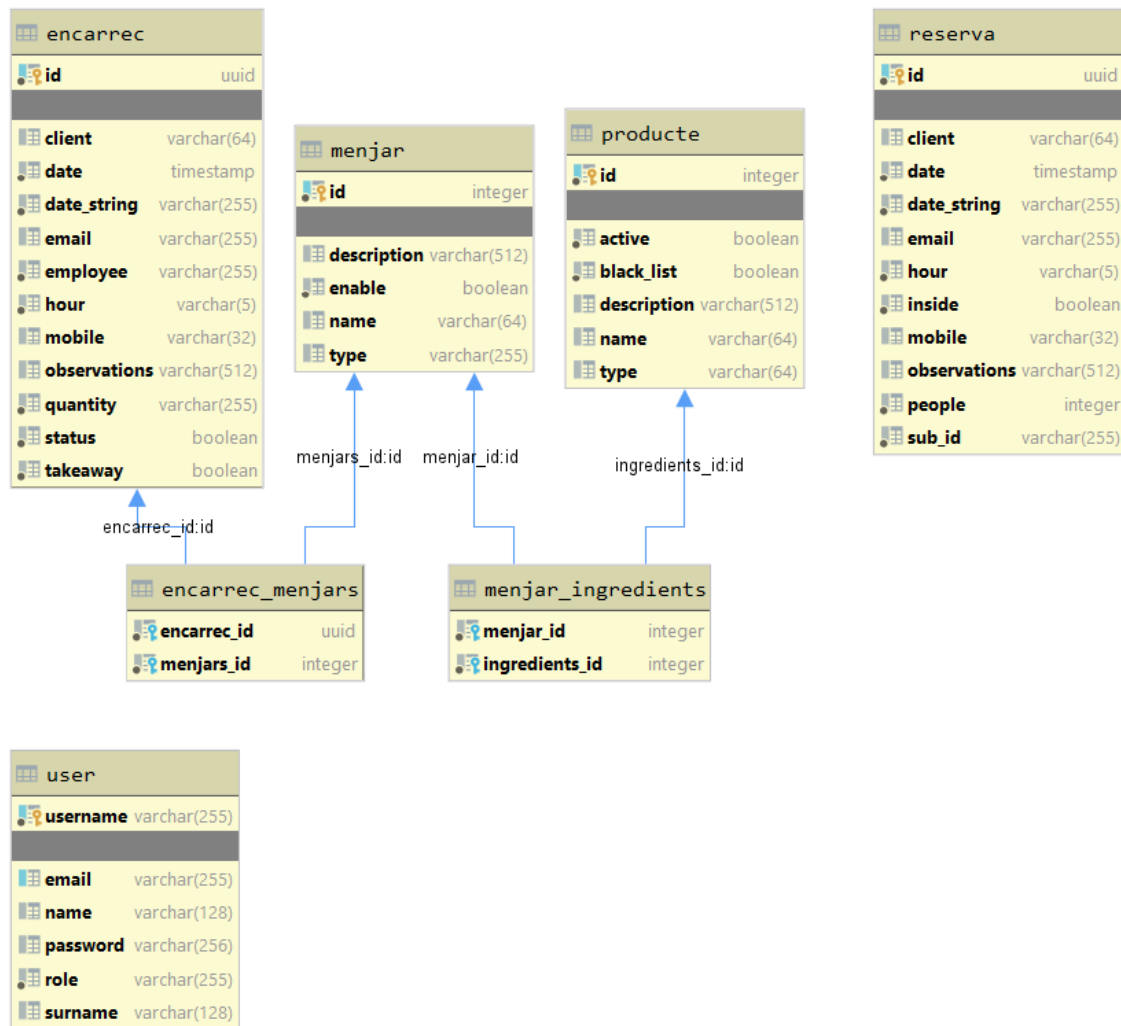 encarrec
id uuid
client varchar(64)
date timestamp
date_string varchar(255)
email varchar(255)
employee varchar(255)
hour varchar(5)
mobile varchar(32)
observations varchar(512)
quantity varchar(255)
status boolean
takeaway boolean
menjar
id integer
description varchar(512)
enable boolean
name varchar(64)
type varchar(255)
producte
id integer
active boolean
black_list boolean
description varchar(512)
name varchar(64)
type varchar(64)
reserva
id uuid
client varchar(64)
date timestamp
date_string varchar(255)
email varchar(255)
hour varchar(5)
inside boolean
mobile varchar(32)
observations varchar(512)
people integer
sub_id varchar(255)
menjars_id:id
menjar_id:id
ingredients_id:id
encarrec_id:id
encarrec_menjars
encarrec_id uuid
menjars_id integer
menjar_ingredients
menjar_id integer
ingredients_id integer
user
username varchar(255)
email varchar(255)
name varchar(128)
password varchar(256)
role varchar(255)
surname varchar(128)